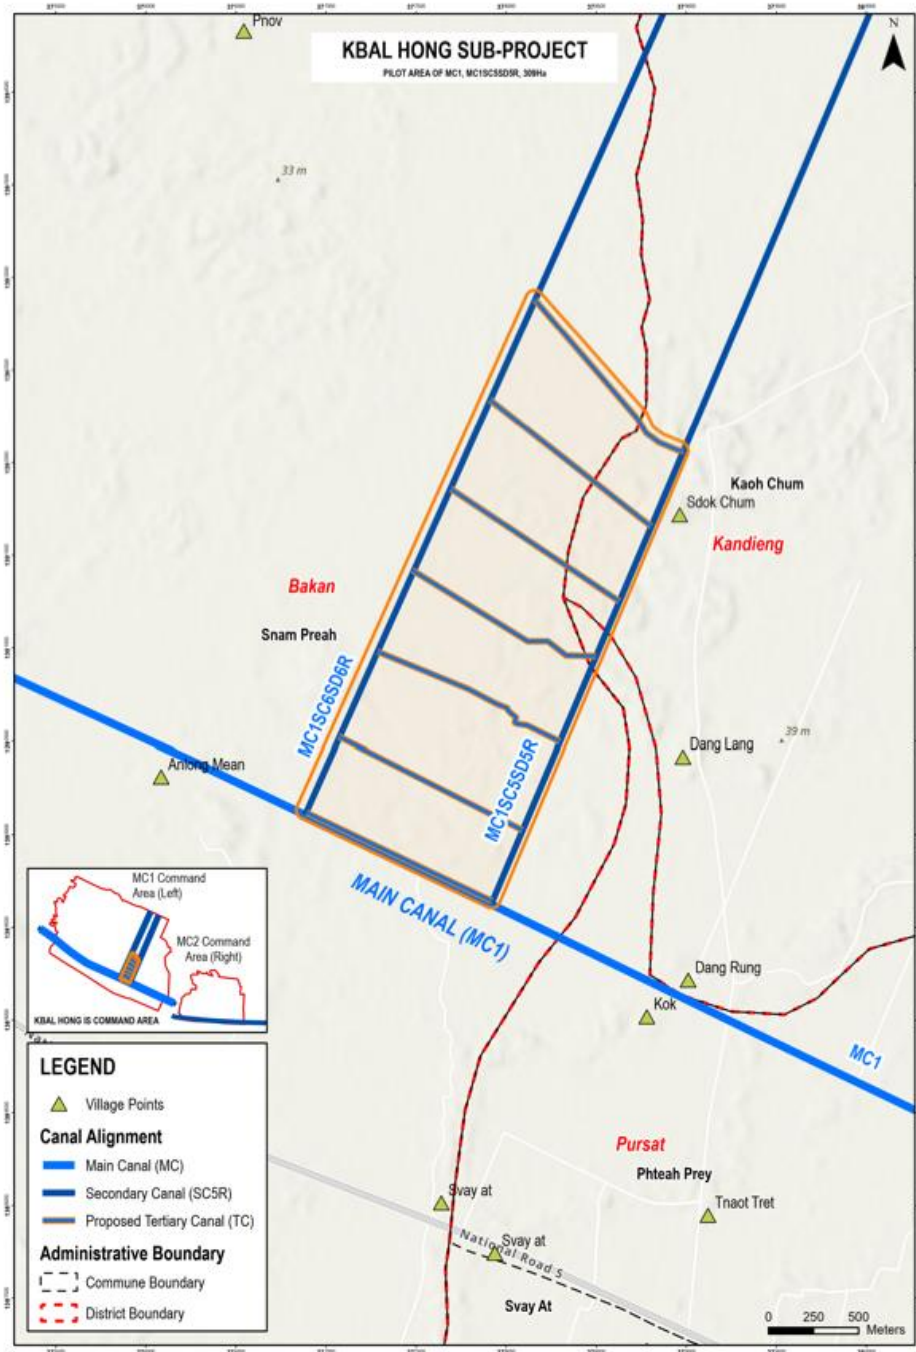 Pnov
KBAL HONG SUB-PROJECT
PILOT AREA OF MC1, MC1SC5SD5R, 309Ha
N
33 m
Kaoh Chum
Sdok Chum
Kandieng
Bakan
Snam Preah
MC1SC6SD6R
MC1SC5SD5R
39 m
Dang Lang
Anlong Mean
MAIN CANAL (MC1)
MC1 Command
Area (Left)
MC2 Command
Area (Right)
KBAL HONG IS COMMAND AREA
Dang Rung
Kok
MC1
LEGEND
Village Points
Canal Alignment
Main Canal (MC)
Secondary Canal (SC5R)
Proposed Tertiary Canal (TC)
Administrative Boundary
Commune Boundary
District Boundary
Pursat
Phteah Prey
Tnaot Tret
Svay at
Svay at
National Road 5
Svay At
0 250 500
Meters